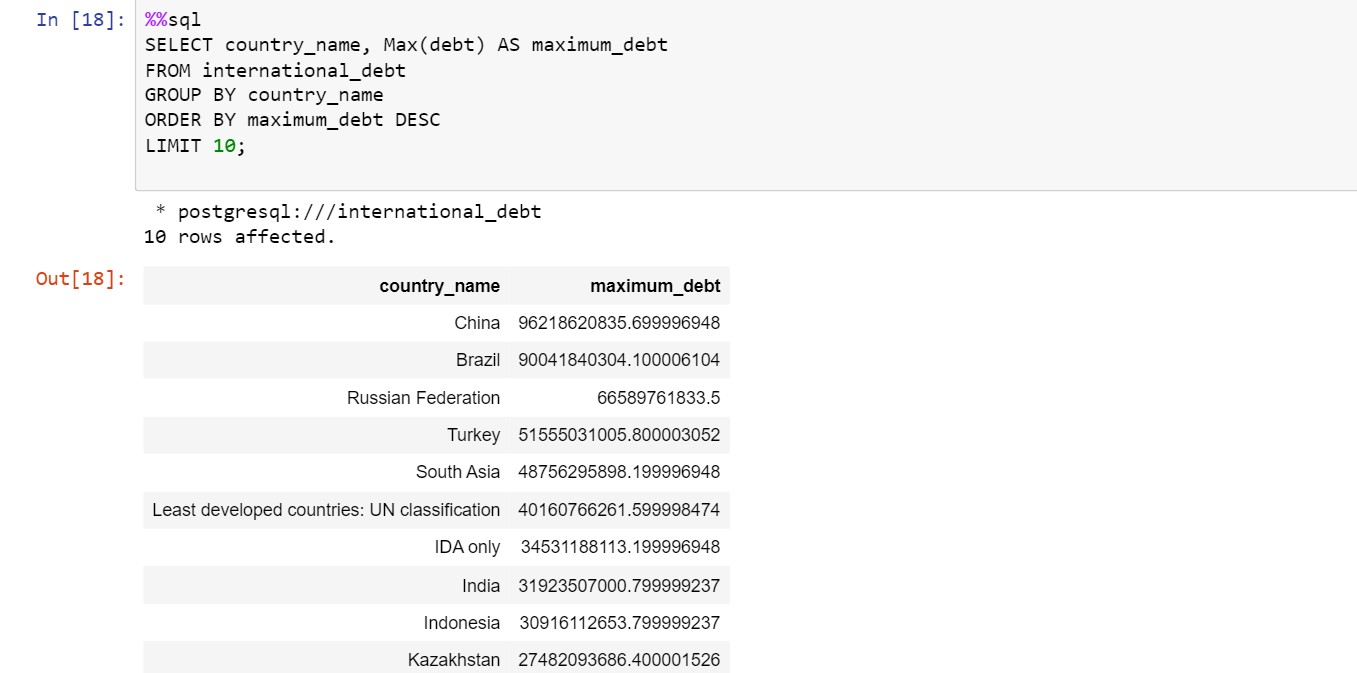 In [18]: %%sql
SELECT country_name, Max(debt) AS maximum_debt
FROM international_debt
GROUP BY country_name
ORDER BY maximum_debt DESC
LIMIT 10;
* postgresql:///international_debt
10 rows affected.
Out[18]: country_name maximum_debt
China 96218620835.699996948
Brazil 90041840304.100006104
Russian Federation 66589761833.5
Turkey 51555031005.800003052
South Asia 48756295898.199996948
Least developed countries: UN classification 40160766261.599998474
IDA only 34531188113.199996948
India 31923507000.799999237
Indonesia 30916112653.799999237
Kazakhstan 27482093686.400001526